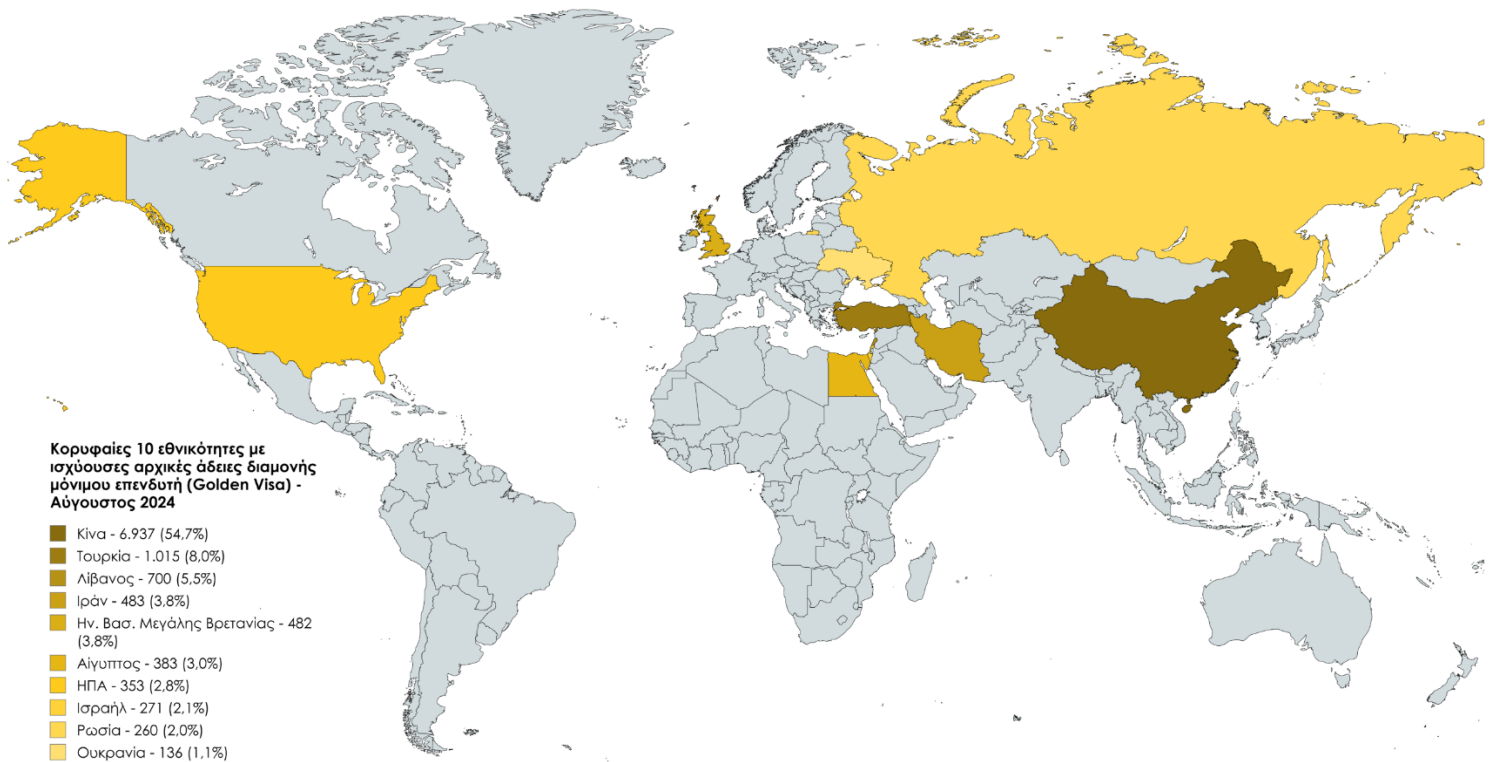 Κορυφαίες 10 εθνικότητες με
ισχύουσες αρχικές άδειες διαμονής
μόνιμου επενδυτή (Golden Visa) -
Αύγουστος 2024
Κίνα - 6.937 (54,7%)
Τουρκία - 1.015 (8,0%)
Λίβανος - 700 (5,5%)
Ιράν - 483 (3,8%)
Ην. Βασ. Μεγάλης Βρετανίας - 482
(3,8%)
Αίγυπτος - 383 (3,0%)
ΗΠΑ - 353 (2,8%)
Ισραήλ - 271 (2,1%)
Ρωσία - 260 (2,0%)
Ουκρανία - 136 (1,1%)